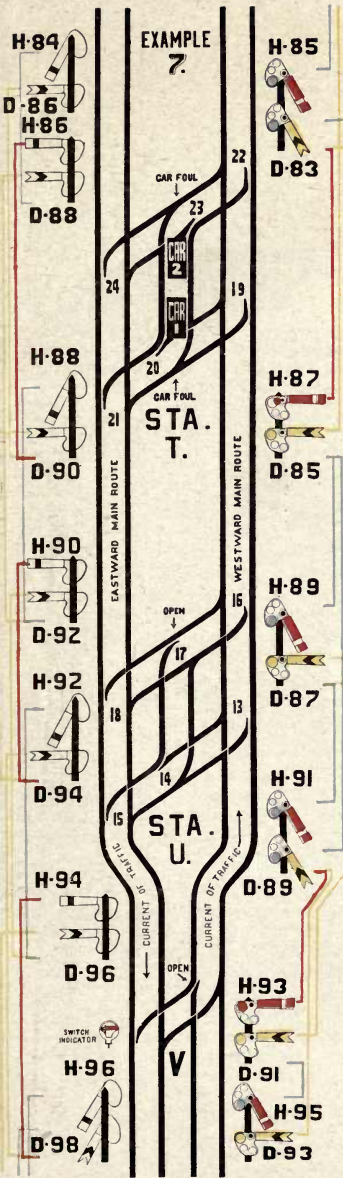 H·84
EXAMPLE
7.
H·85
D·86
H·86
D·83
22
CAR FOUL
D·88
23
CAR
2
24
19
CAR
1
20
H·88
CAR FOUL
H·87
21
STA.
T.
D·90
D·85
EASTWARD MAIN ROUTE
WESTWARD MAIN ROUTE
H·90
H·89
OPEN
16
D·92
17
H·92
D·87
18
13
14
D·94
H·91
15
STA.
U.
CURRENT OF TRAFFIC
CURRENT OF TRAFFIC
H·94
D·89
D·96
OPEN
H·93
SWITCH
INDICATOR
V
D·91
H·96
H·95
D·98
D·93